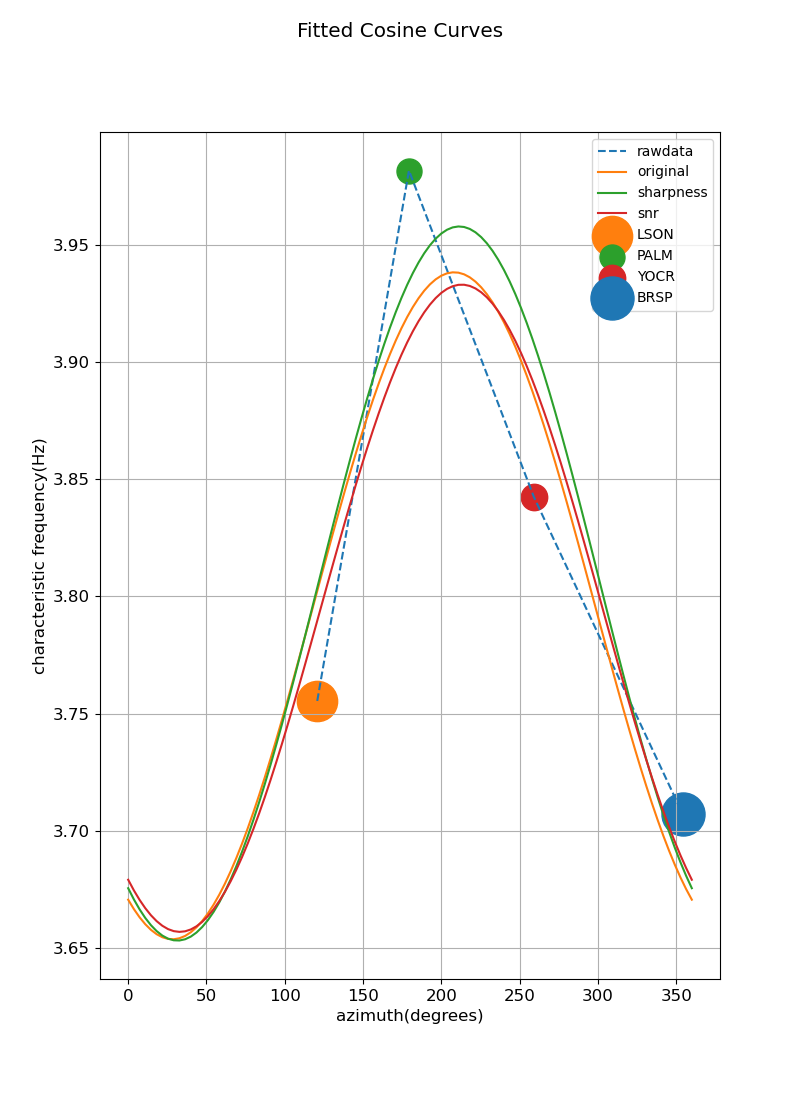 Fitted Cosine Curves
rawdata
original
sharpness
snr
LSON
PALM
YOCR
BRSP
characteristic frequency(Hz)
3.95
3.90
3.85
3.80
3.75
3.70
3.65
0 50 100 150 200 250 300 350
azimuth(degrees)